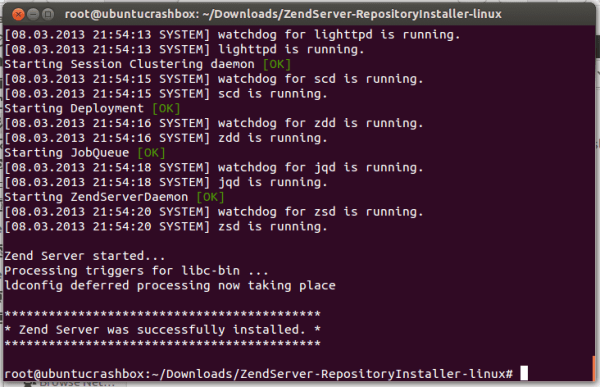 root@ubuntucrashbox: ~/Downloads/ZendServer-RepositoryInstaller-linux
[08.03.2013 21:54:13 SYSTEM] watchdog for lighttpd is running.
[08.03.2013 21:54:13 SYSTEM] lighttpd is running.
Starting Session Clustering daemon [OK]
[08.03.2013 21:54:15 SYSTEM] watchdog for scd is running.
[08.03.2013 21:54:15 SYSTEM] scd is running.
Starting Deployment [OK]
[08.03.2013 21:54:16 SYSTEM] watchdog for zdd is running.
[08.03.2013 21:54:16 SYSTEM] zdd is running.
Starting JobQueue [OK]
[08.03.2013 21:54:18 SYSTEM] watchdog for jqd is running.
[08.03.2013 21:54:18 SYSTEM] jqd is running.
Starting ZendServerDaemon [OK]
[08.03.2013 21:54:20 SYSTEM] watchdog for zsd is running.
[08.03.2013 21:54:20 SYSTEM] zsd is running.
Zend Server started...
Processing triggers for libc-bin ...
ldconfig deferred processing now taking place
*******************************************
* Zend Server was successfully installed. *
*******************************************
root@ubuntucrashbox:~/Downloads/ZendServer-RepositoryInstaller-linux#
Browse Net...